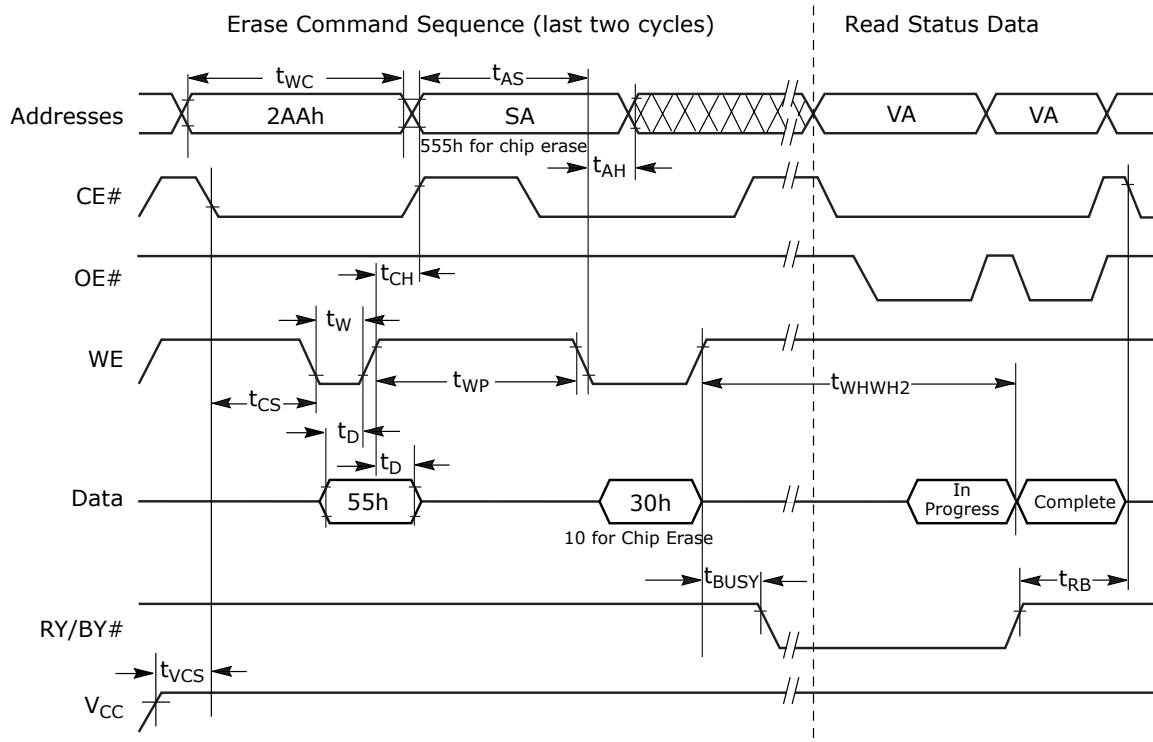 Erase Command Sequence (last two cycles) Read Status Data
tWC tAS
Addresses 2AAh SA VA VA
555h for chip erase
tAH
CE#
tCH
OE#
tW
WE
tWP tWHWH2
tCS
tD
tD
Data 55h 30h In Progress Complete
10 for Chip Erase
tBUSY tRB
RY/BY#
tVCS
VCC